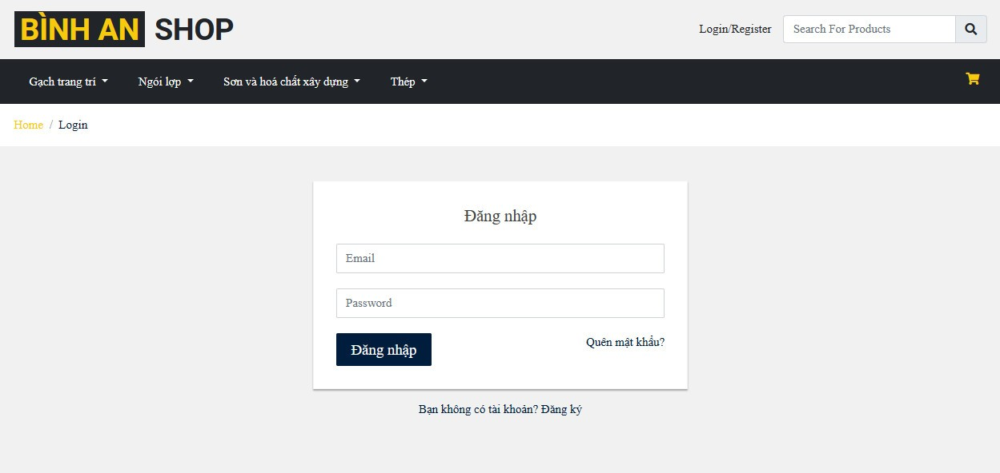 BÌNH AN SHOP
Login/Register
Search For Products
Gạch trang trí
Ngói lợp
Sơn và hoá chất xây dựng
Thép
Home / Login
Đăng nhập
Email
Password
Đăng nhập
Quên mật khẩu?
Bạn không có tài khoản? Đăng ký